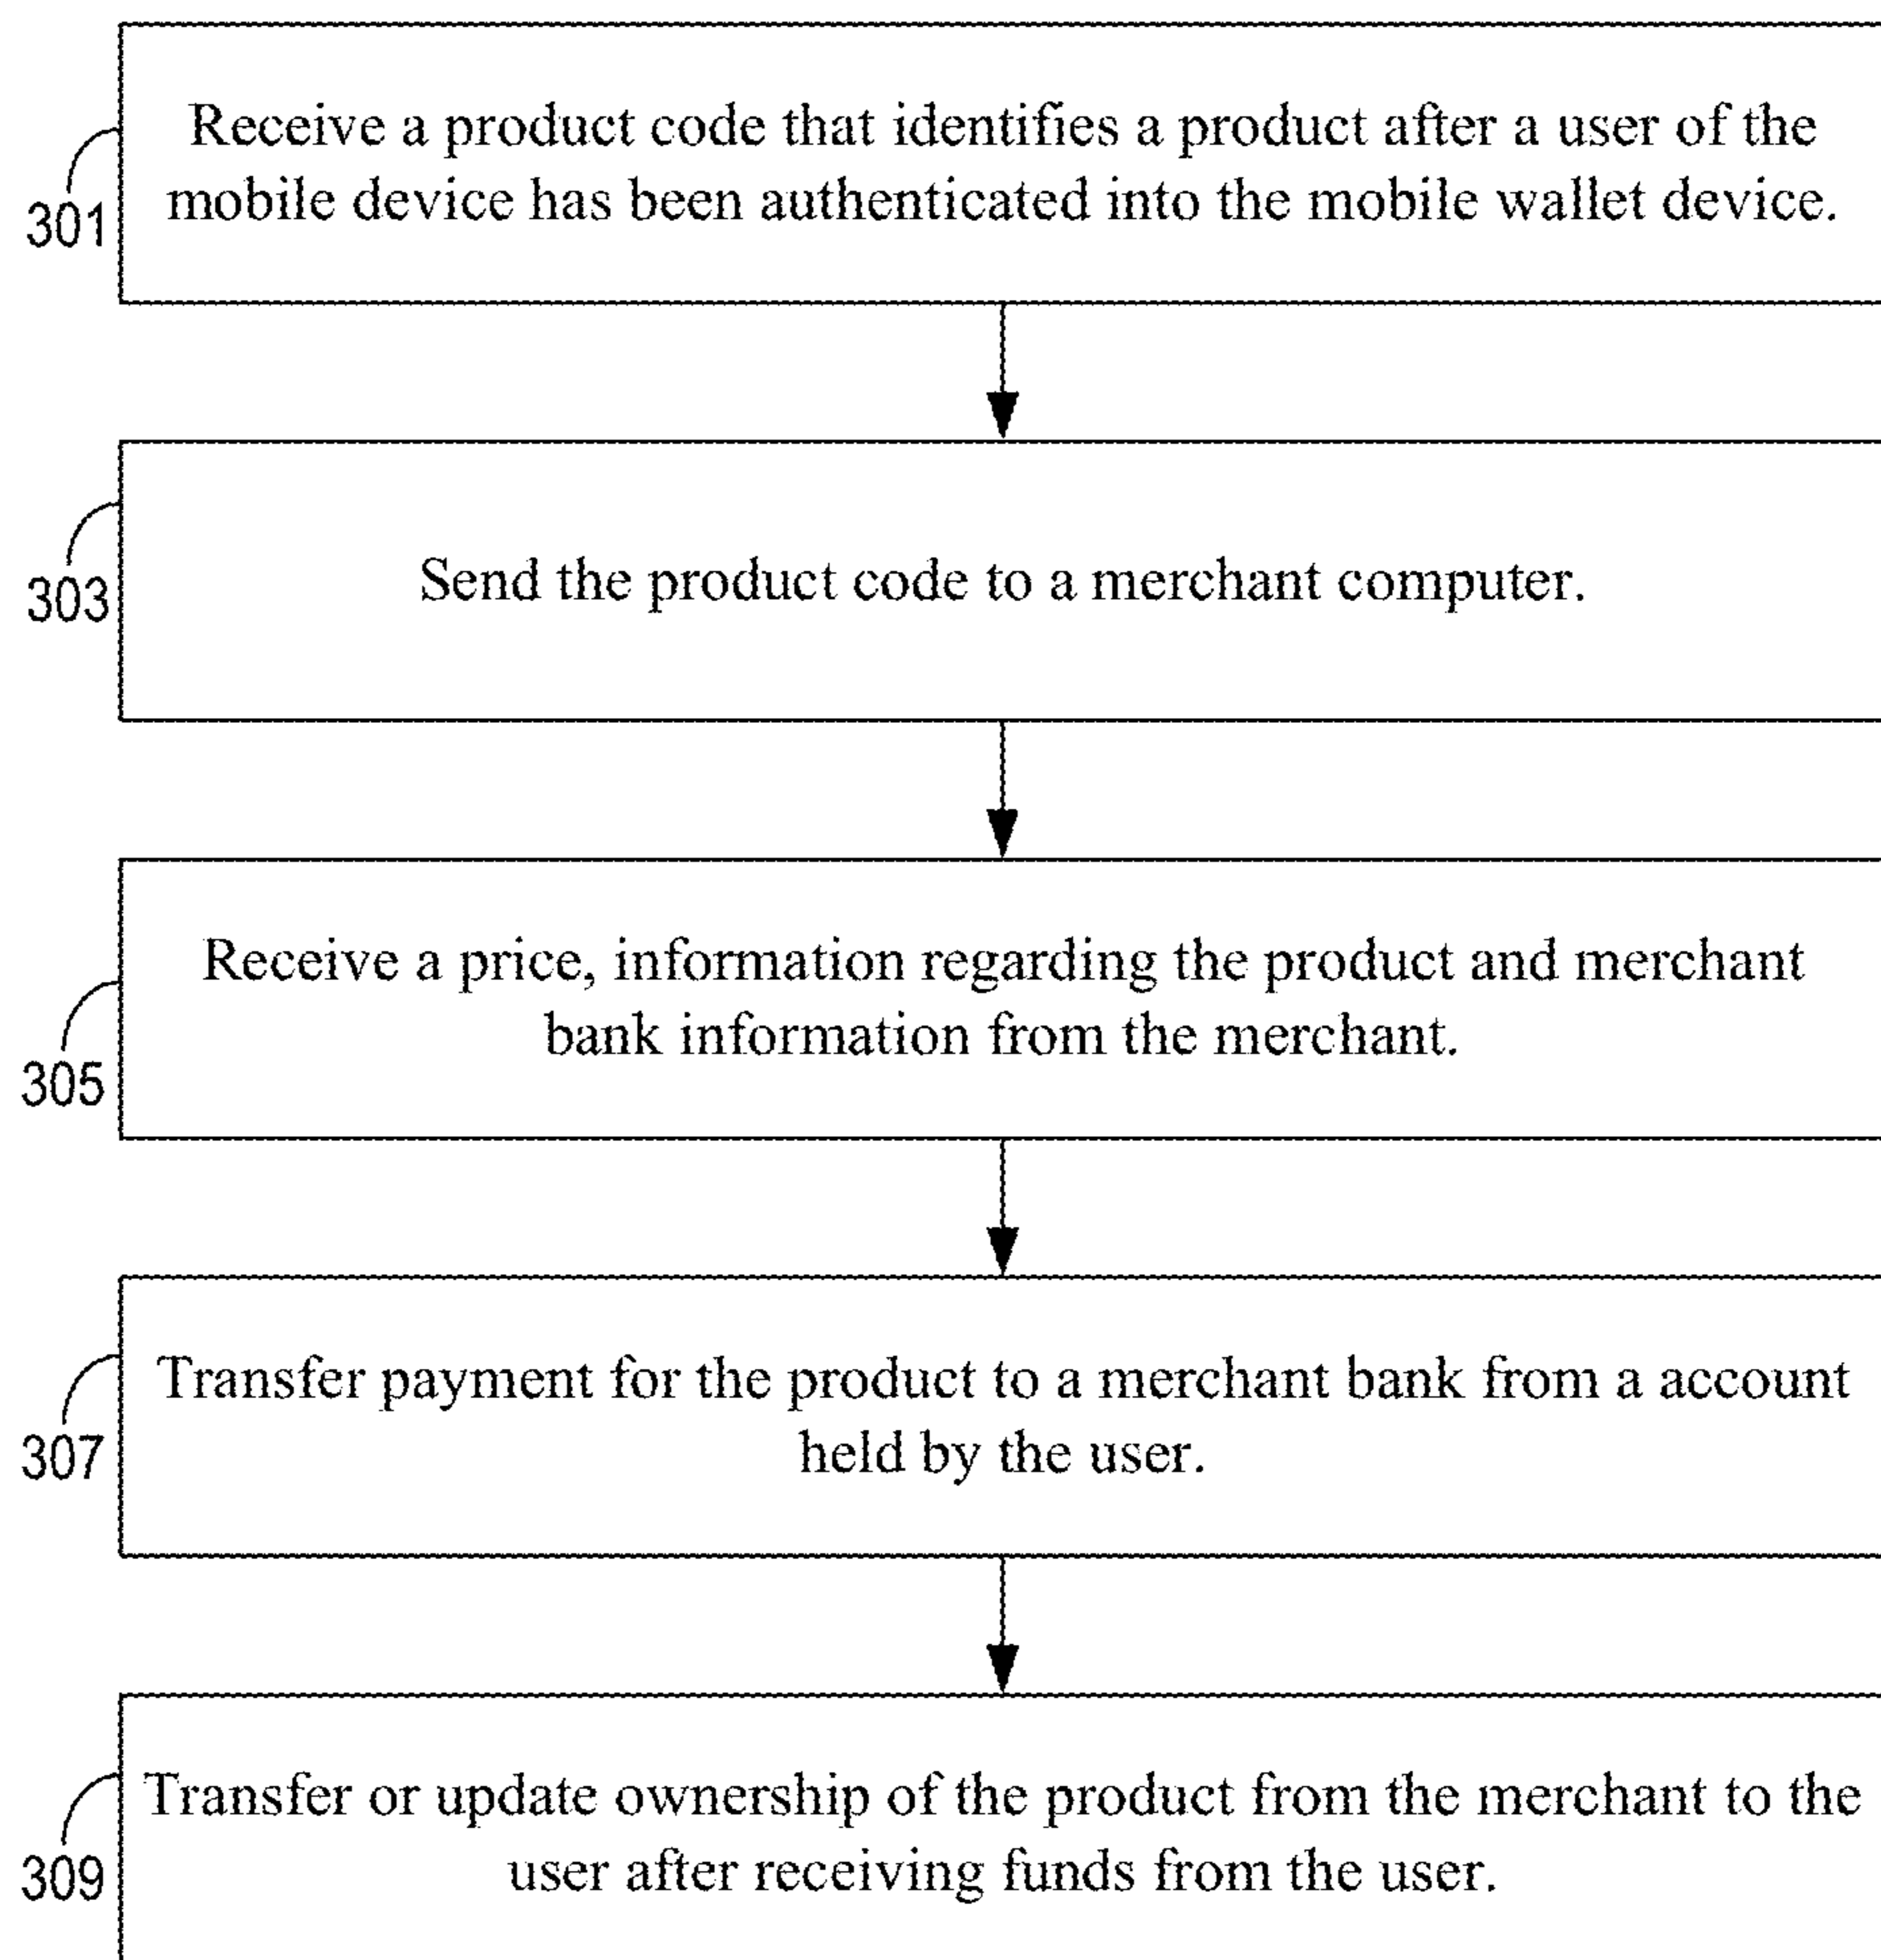 Receive a product code that identifies a product after a user of the
mobile device has been authenticated into the mobile wallet device.
301
Send the product code to a merchant computer.
303
Receive a price, information regarding the product and merchant
bank information from the merchant.
305
Transfer payment for the product to a merchant bank from a account
held by the user.
307
Transfer or update ownership of the product from the merchant to the
user after receiving funds from the user.
309